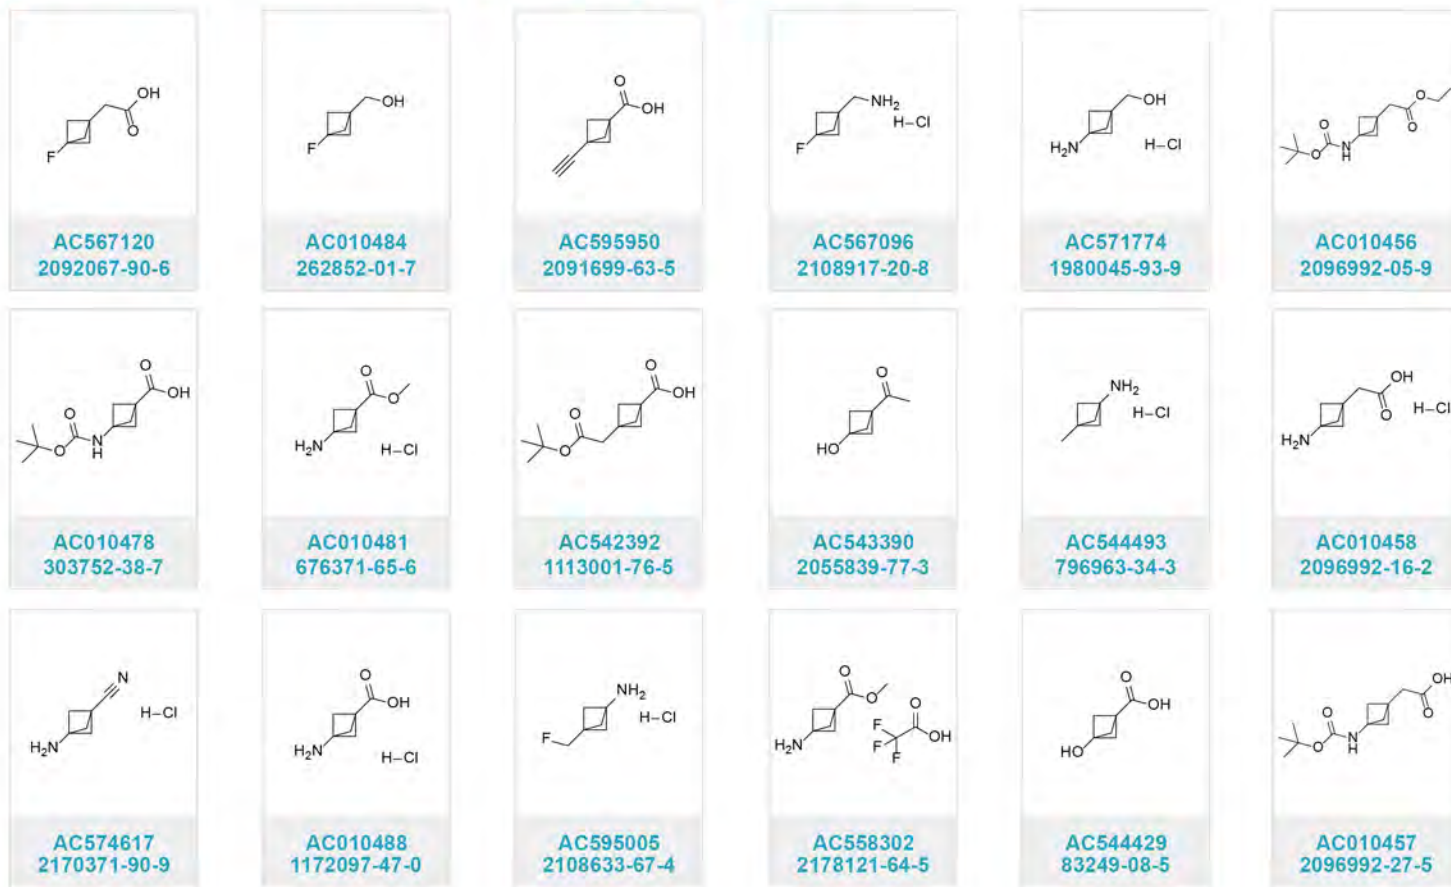 OH
O
F
AC567120
2092067-90-6
OH
F
AC010484
262852-01-7
O
OH
AC595950
2091699-63-5
NH2
H–Cl
F
AC567096
2108917-20-8
OH
H2N
H–Cl
AC571774
1980045-93-9
O
O
O
O
N
H
AC010456
2096992-05-9
O
OH
O
O
N
H
AC010478
303752-38-7
O
O
H2N
H–Cl
AC010481
676371-65-6
O
OH
O
O
AC542392
1113001-76-5
O
HO
AC543390
2055839-77-3
NH2
H–Cl
AC544493
796963-34-3
OH
O
H–Cl
H2N
AC010458
2096992-16-2
N
H–Cl
H2N
AC574617
2170371-90-9
O
OH
H2N
H–Cl
AC010488
1172097-47-0
NH2
H–Cl
F
AC595005
2108633-67-4
O
O
H2N
O
F
F
OH
F
AC558302
2178121-64-5
O
OH
HO
AC544429
83249-08-5
OH
O
O
O
N
H
AC010457
2096992-27-5